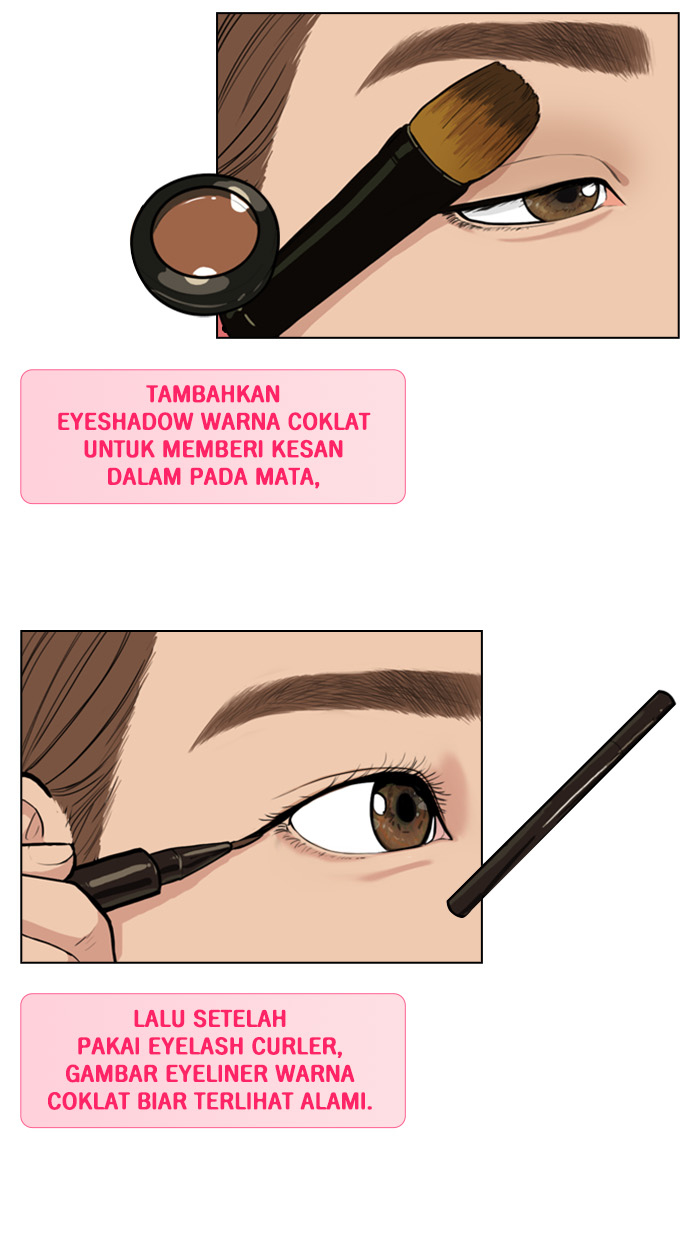 TAMBAHKAN
EYESHADOW WARNA COKLAT
UNTUK MEMBERI KESAN
DALAM PADA MATA,
LALU SETELAH
PAKAI EYELASH CURLER,
GAMBAR EYELINER WARNA
COKLAT BIAR TERLIHAT ALAMI.